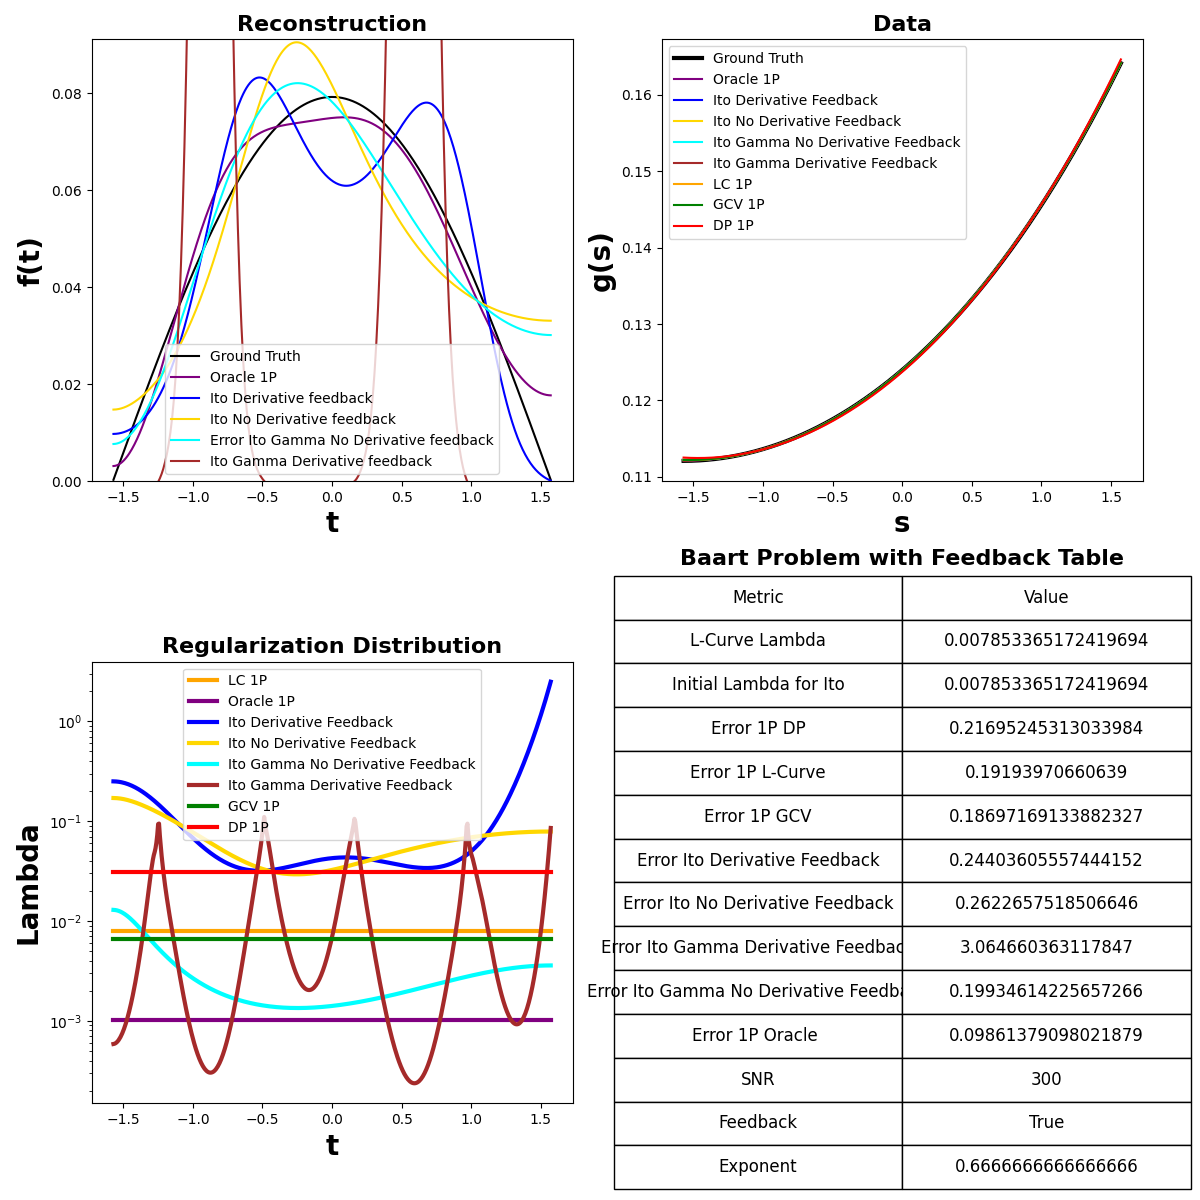 Reconstruction
f(t)
0.08
0.06
0.04
0.02
0.00
Ground Truth
Oracle 1P
Ito Derivative feedback
Ito No Derivative feedback
Error Ito Gamma No Derivative feedback
Ito Gamma Derivative feedback
−1.5 −1.0 −0.5 0.0 0.5 1.0 1.5
t
Data
g(s)
0.16
0.15
0.14
0.13
0.12
0.11
Ground Truth
Oracle 1P
Ito Derivative Feedback
Ito No Derivative Feedback
Ito Gamma No Derivative Feedback
Ito Gamma Derivative Feedback
LC 1P
GCV 1P
DP 1P
−1.5 −1.0 −0.5 0.0 0.5 1.0 1.5
s
Regularization Distribution
Lambda
10⁰
10⁻¹
10⁻²
10⁻³
LC 1P
Oracle 1P
Ito Derivative Feedback
Ito No Derivative Feedback
Ito Gamma No Derivative Feedback
Ito Gamma Derivative Feedback
GCV 1P
DP 1P
−1.5 −1.0 −0.5 0.0 0.5 1.0 1.5
t
Baart Problem with Feedback Table
Metric Value
L-Curve Lambda 0.007853365172419694
Initial Lambda for Ito 0.007853365172419694
Error 1P DP 0.21695245313033984
Error 1P L-Curve 0.19193970660639
Error 1P GCV 0.18697169133882327
Error Ito Derivative Feedback 0.24403605557444152
Error Ito No Derivative Feedback 0.2622657518506646
Error Ito Gamma Derivative Feedbac 3.064660363117847
Error Ito Gamma No Derivative Feedba 0.19934614225657266
Error 1P Oracle 0.09861379098021879
SNR 300
Feedback True
Exponent 0.6666666666666666